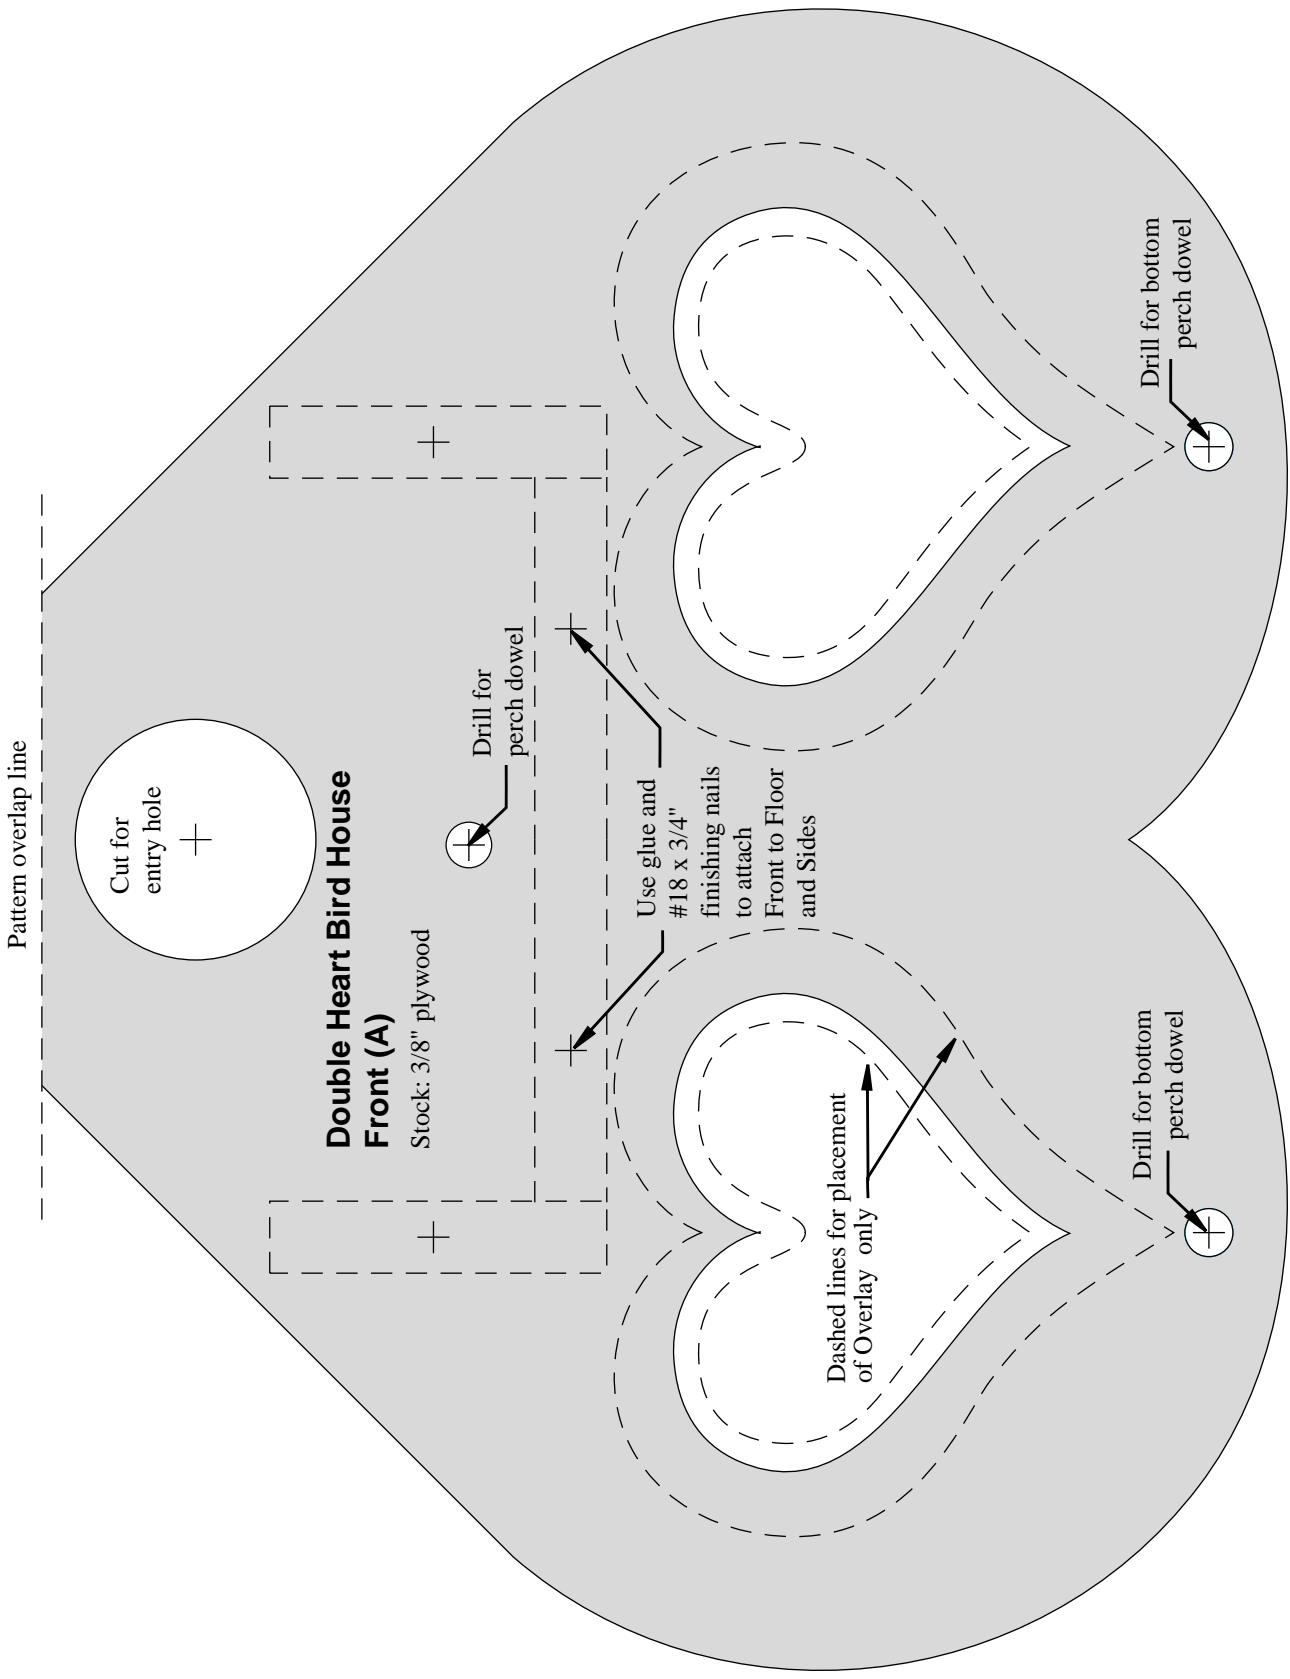 Pattern overlap line
Cut for
entry hole
Double Heart Bird House
Front (A)
Stock: 3/8" plywood
Drill for
perch dowel
Use glue and
#18 x 3/4"
finishing nails
to attach
Front to Floor
and Sides
Dashed lines for placement
of Overlay only
Drill for bottom
perch dowel
Drill for bottom
perch dowel